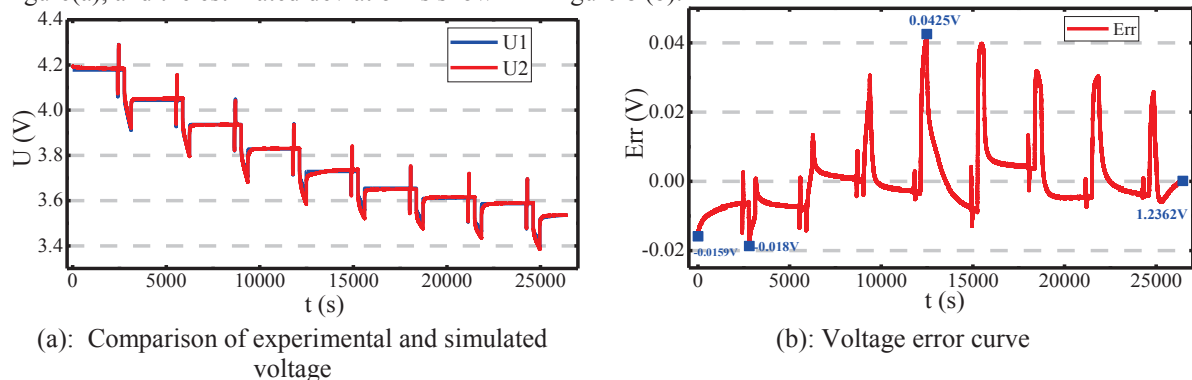 4.4
4.2
4.0
3.8
3.6
3.4
U (V)
U1
U2
0
5000
10000
15000
20000
25000
t (s)
(a): Comparison of experimental and simulated
voltage
0.04
0.02
0.00
-0.02
Err (V)
0.0425V
Err
-0.0159V
-0.018V
1.2362V
0
5000
10000
15000
20000
25000
t (s)
(b): Voltage error curve